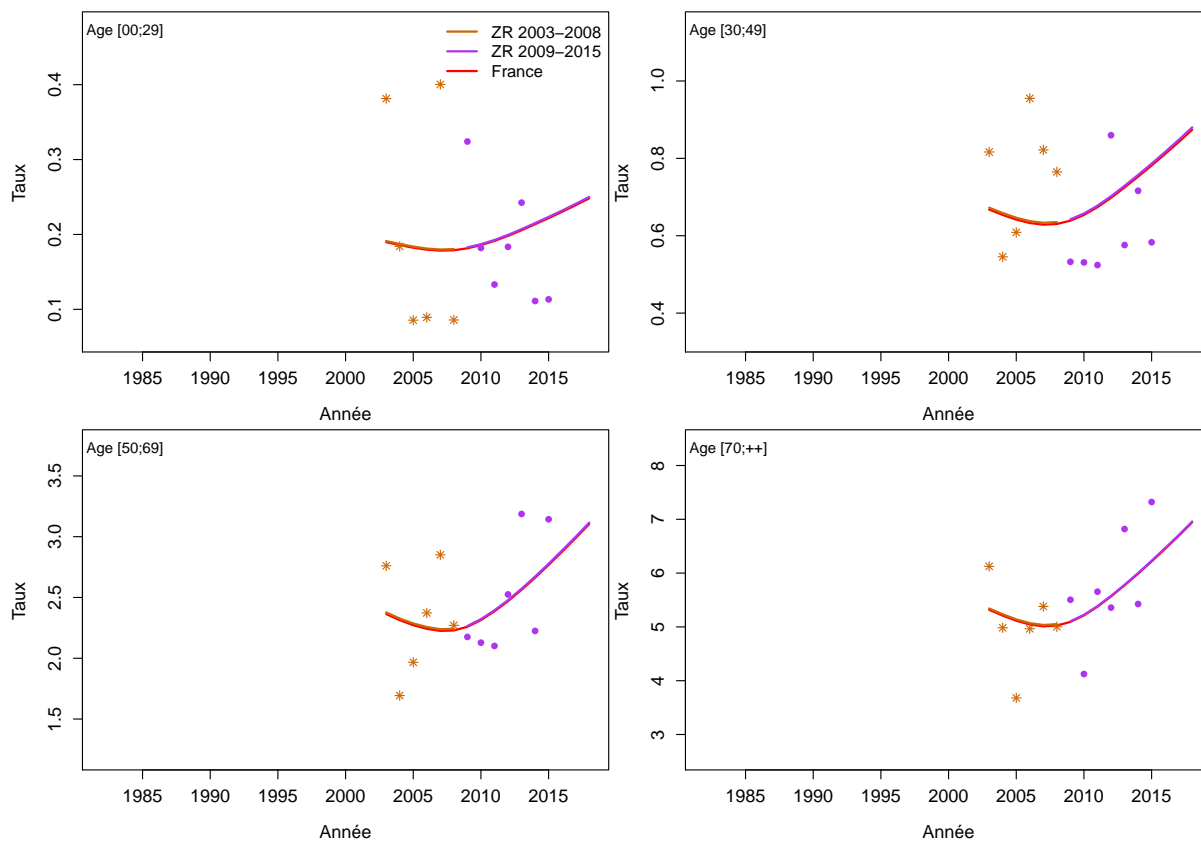 Age [00;29]
ZR 2003−2008
ZR 2009−2015
France
Taux
0.4
0.3
0.2
0.1
1985 1990 1995 2000 2005 2010 2015
Année
Age [30;49]
Taux
1.0
0.8
0.6
0.4
1985 1990 1995 2000 2005 2010 2015
Année
Age [50;69]
Taux
3.5
3.0
2.5
2.0
1.5
1985 1990 1995 2000 2005 2010 2015
Année
Age [70;++]
Taux
8
7
6
5
4
3
1985 1990 1995 2000 2005 2010 2015
Année